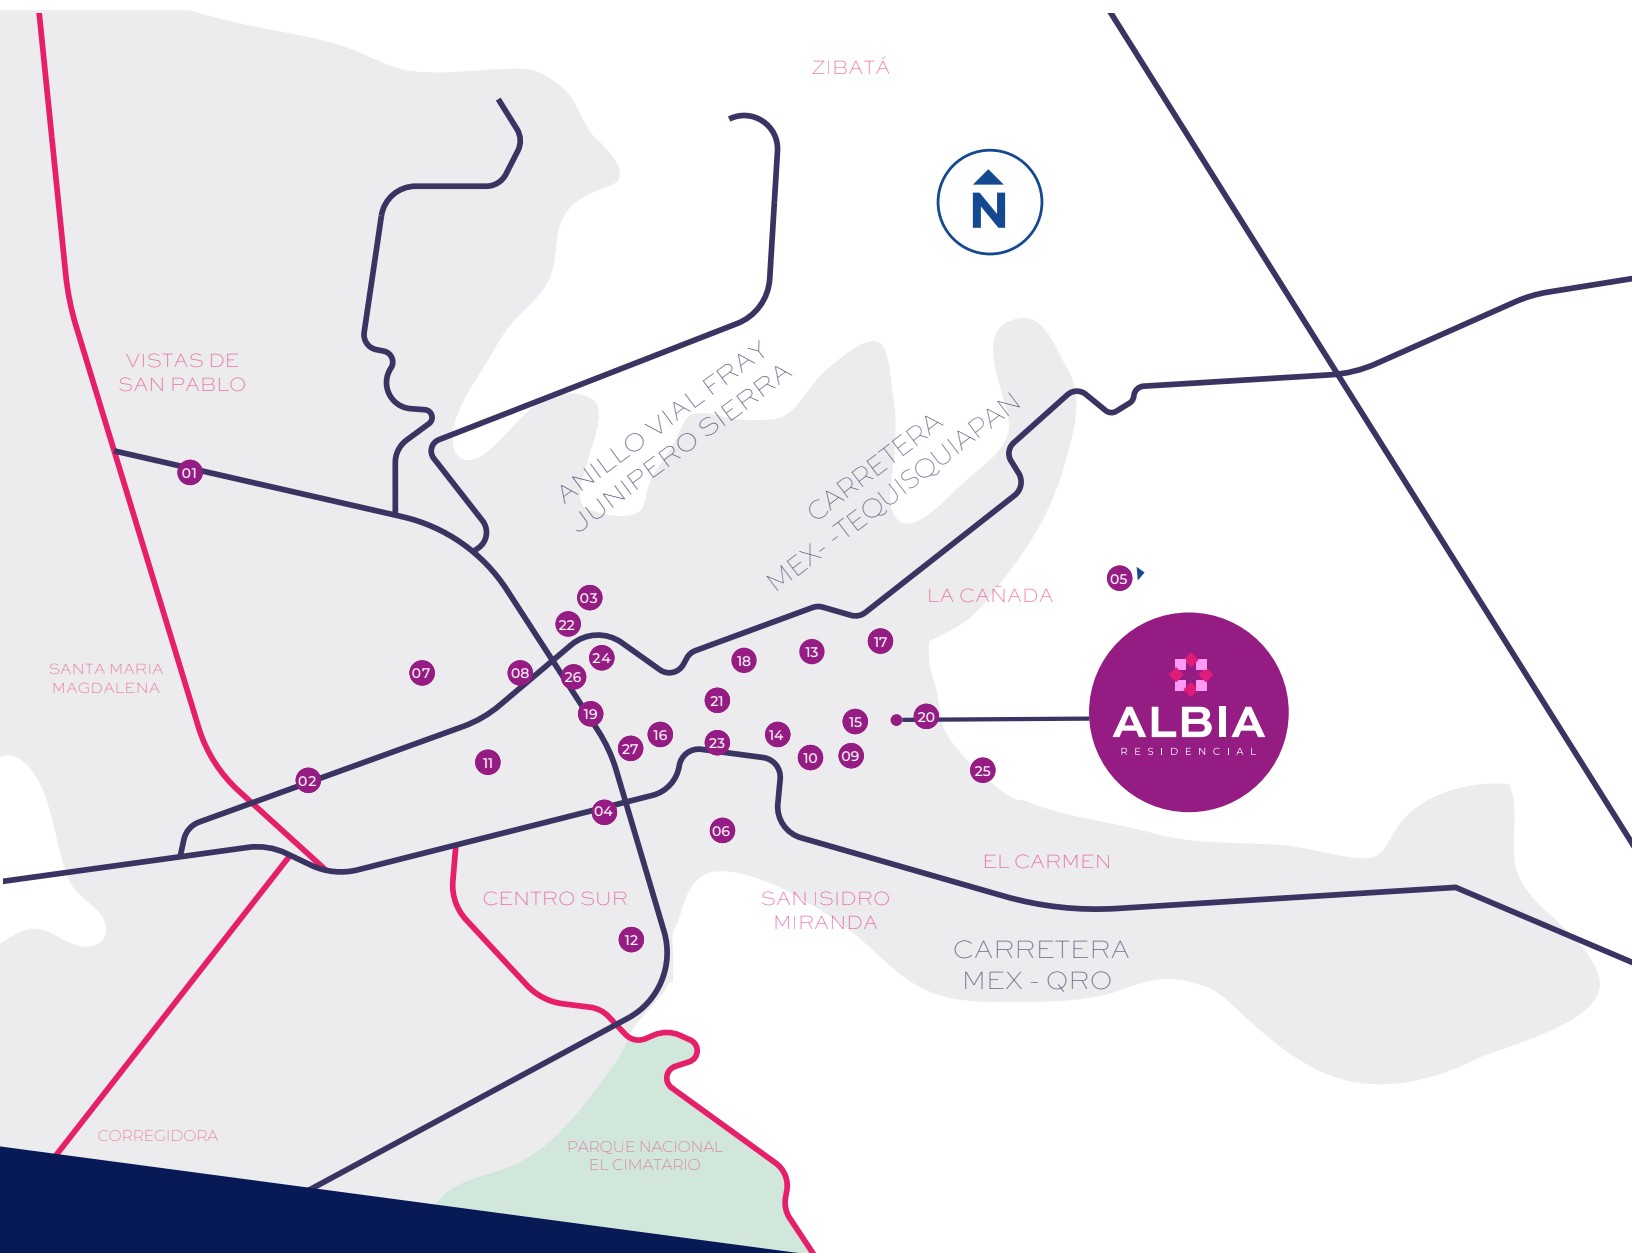 ZIBATÁ
N
VISTAS DE
SAN PABLO
ANILLO VIAL FRAY
JUNIPERO SIERRA
CARRETERA
MEX- -TEQUISQUIAPAN
01
LA CAÑADA
05
03
22
SANTA MARIA
MAGDALENA
07
08
24
26
18
13
17
19
21
16
27
23
14
15
20
10
09
25
ALBIA
RESIDENCIAL
11
02
04
06
EL CARMEN
CENTRO SUR
SAN ISIDRO
MIRANDA
12
CARRETERA
MEX - QRO
CORREGIDORA
PARQUE NACIONAL
EL CIMATARIO